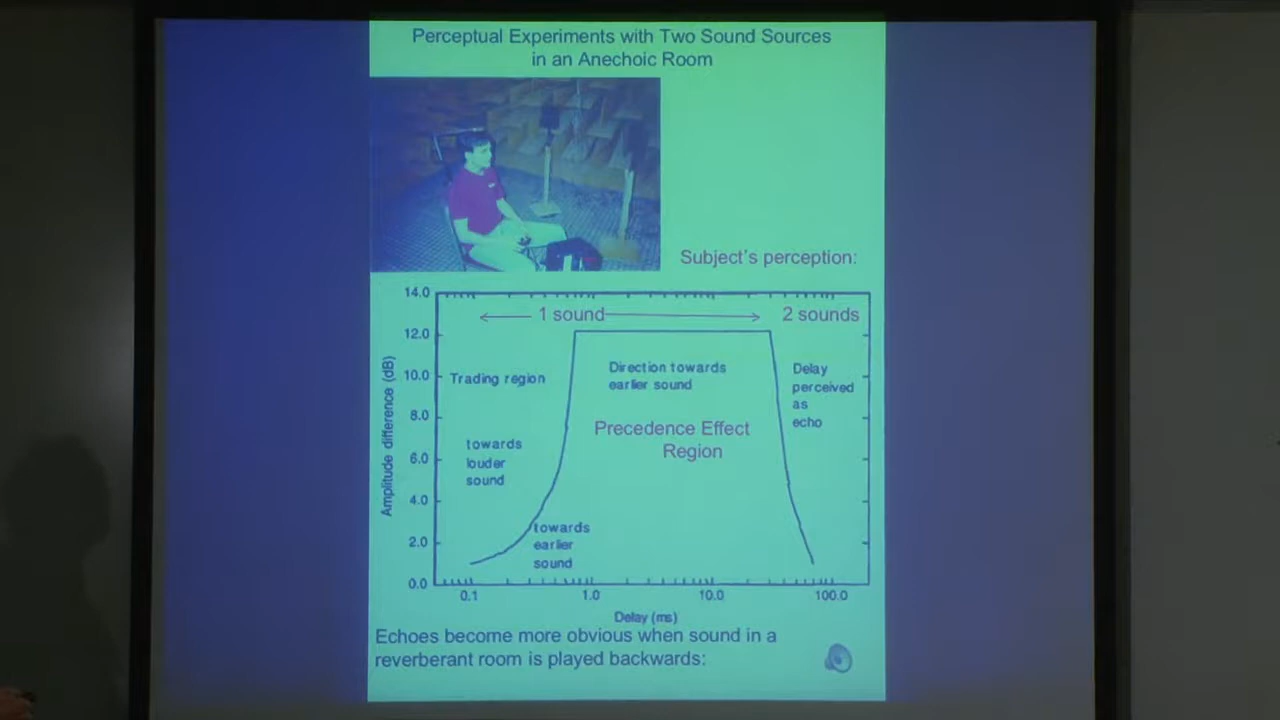 Perceptual Experiments with Two Sound Sources
in an Anechoic Room
Subject's perception:
14.0
12.0
10.0
8.0
6.0
4.0
2.0
0.0
Amplitude difference (dB)
1 sound
2 sounds
Trading region
towards
louder
sound
towards
earlier
sound
Direction towards
earlier sound
Precedence Effect
Region
Delay
perceived
as
echo
0.1
1.0
10.0
100.0
Delay (ms)
Echoes become more obvious when sound in a
reverberant room is played backwards: